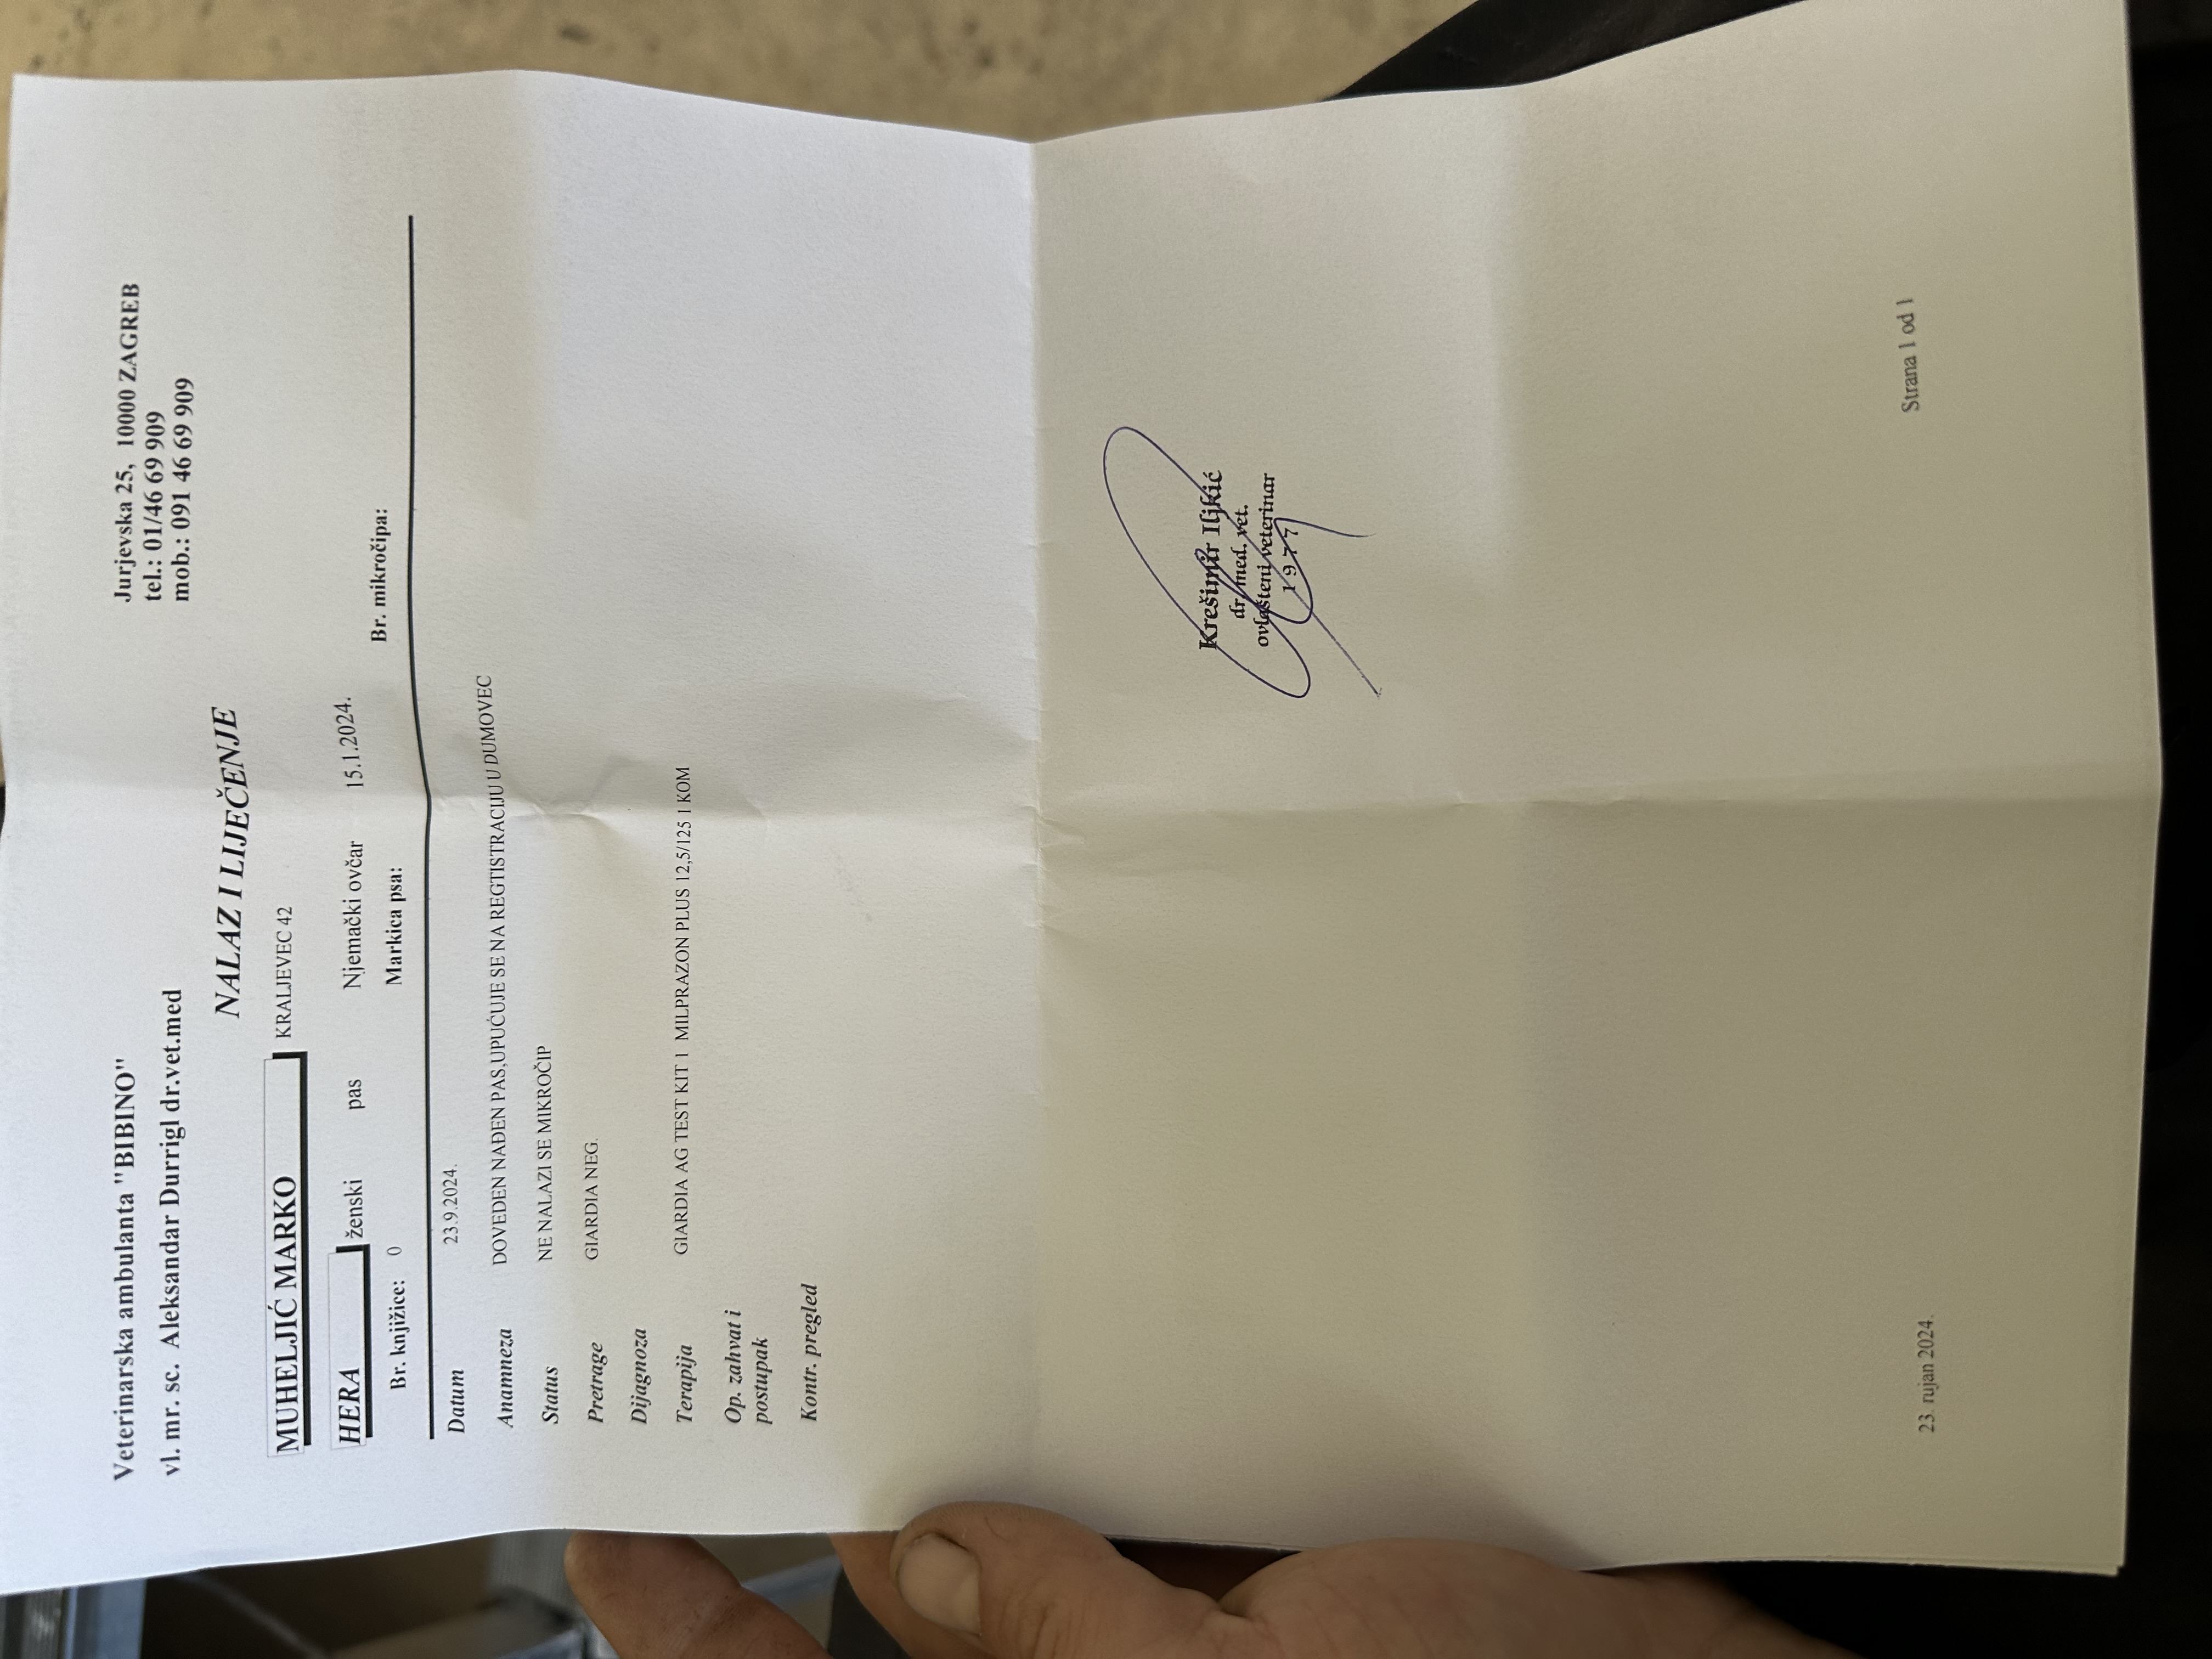 Veterinarska ambulanta "BIBINO"
vl. mr. sc. Aleksandar Durrigl dr.vet.med
Jurjevska 25, 10000 ZAGREB
tel.: 01/46 69 909
mob.: 091 46 69 909
NALAZ I LIJEČENJE
MUHELJIĆ MARKO KRALJEVEC 42
HERA ženski pas Njemački ovčar 15.1.2024.
Br. knjižice: 0 Markica psa: Br. mikročipa:
Datum 23.9.2024.
Anamneza DOVEDEN NAĐEN PAS,UPUĆUJE SE NA REGTISTRACIJU U DUMOVEC
Status NE NALAZI SE MIKROČIP
Pretrage GIARDIA NEG.
Dijagnoza
Terapija GIARDIA AG TEST KIT 1 MILPRAZON PLUS 12,5/125 1 KOM
Op. zahvat i
postupak
Kontr. pregled
Krešimir Iljkić
dr. med. vet.
ovlašteni veterinar
1977
23. rujan 2024. Strana 1 od 1